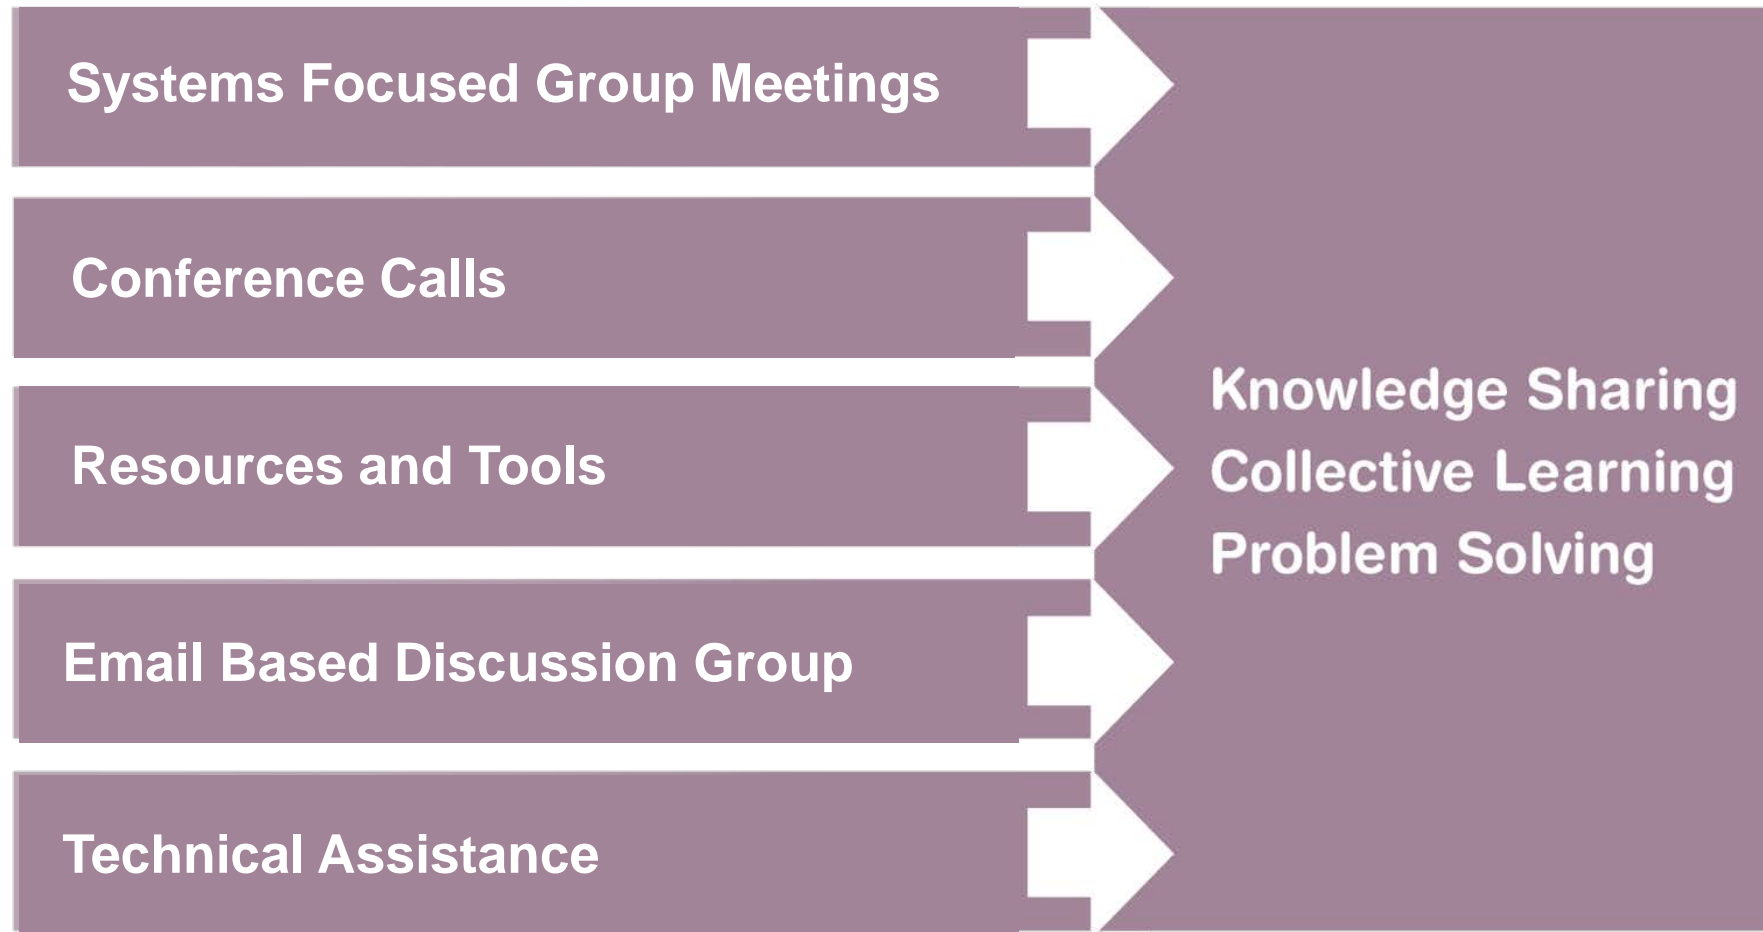 Systems Focused Group Meetings
Conference Calls
Resources and Tools
Email Based Discussion Group
Technical Assistance
Knowledge Sharing
Collective Learning
Problem Solving